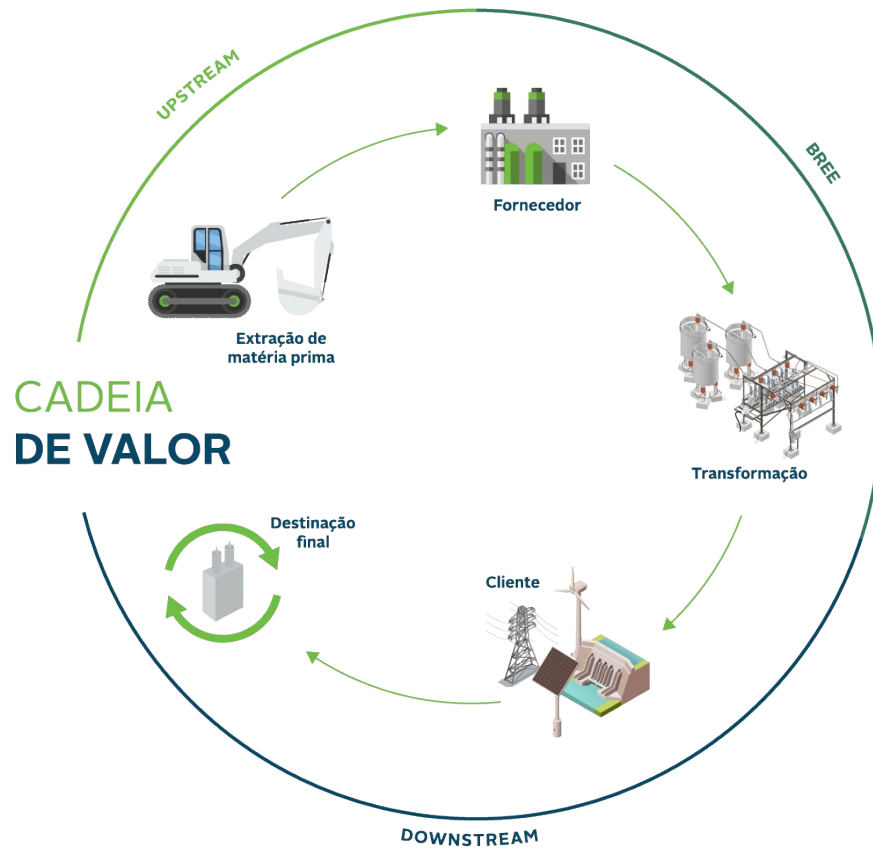 UPSTREAM
BREE
Fornecedor
Extração de
matéria prima
CADEIA
DE VALOR
Transformação
Destinação
final
Cliente
DOWNSTREAM